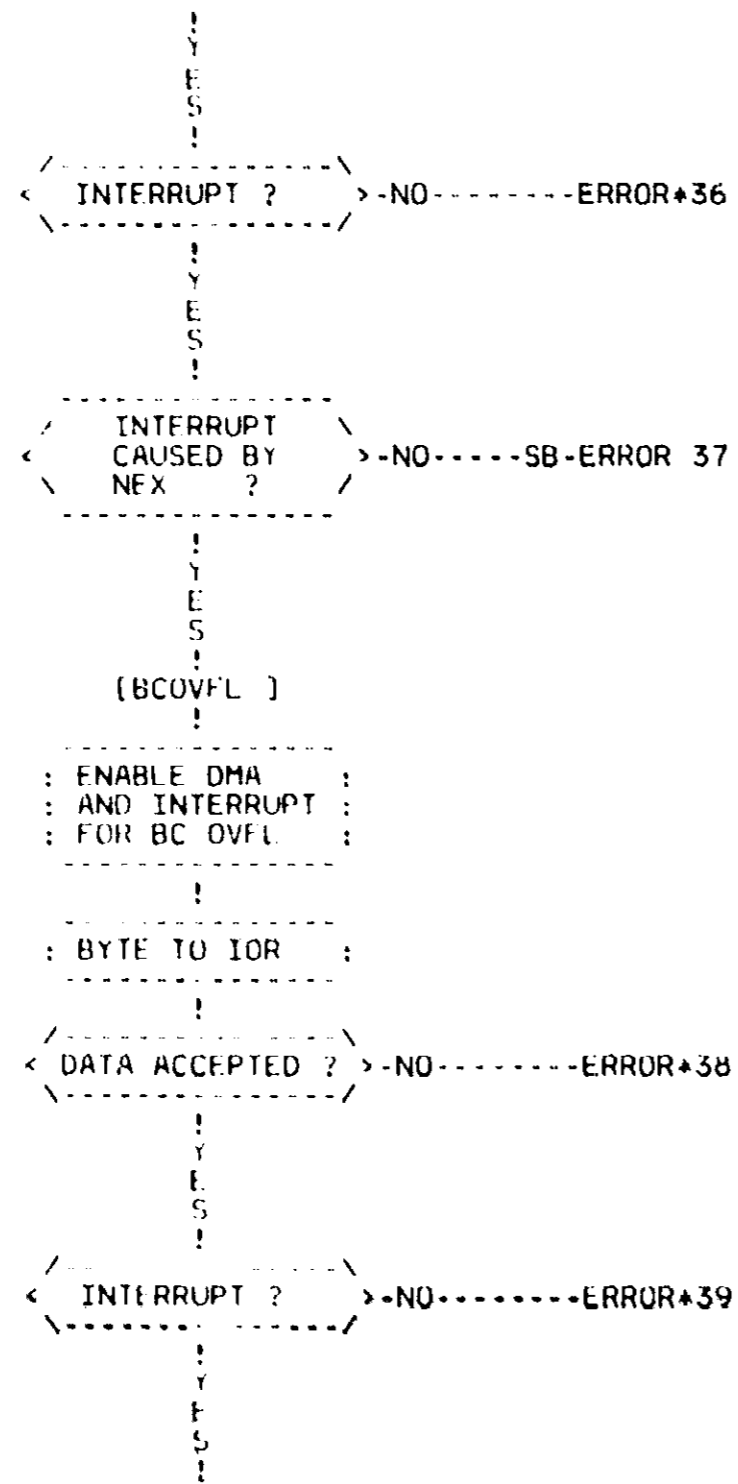 !
Y
E
S
!
/- - - - - - - - - - - - - - -\
< INTERRUPT ? >-NO--------ERROR*36
\---------------/
!
Y
E
S
!
- - - - - - - - - - - - - - -
/ INTERRUPT \
< CAUSED BY >-NO-----SB-ERROR 37
\ NEX ? /
- - - - - - - - - - - - - - -
!
Y
E
S
!
[BCOVFL ]
!
- - - - - - - - - - - - - - -
: ENABLE DMA :
: AND INTERRUPT :
: FOR BC OVFL :
- - - - - - - - - - - - - - -
!
- - - - - - - - - - - - - - -
: BYTE TO IOR :
- - - - - - - - - - - - - - -
!
/- - - - - - - - - - - - - - -\
< DATA ACCEPTED ? >-NO--------ERROR*38
\---------------/
!
Y
E
S
!
/- - - - - - -\
< INTERRUPT ? >-NO--------ERROR*39
\------- ------/
!
Y
E
S
!